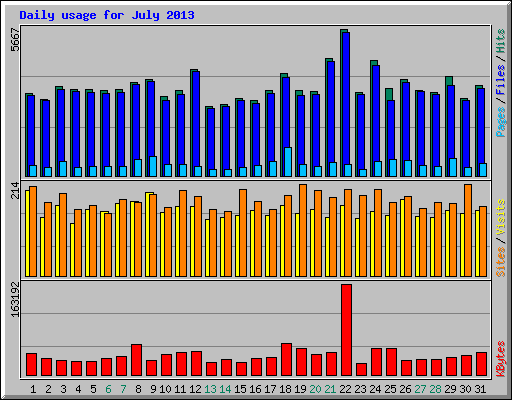 Daily usage for July 2013
5667
Pages / Files / Hits
214
Sites / Visits
163192
KBytes
1 2 3 4 5 6 7 8 9 10 11 12 13 14 15 16 17 18 19 20 21 22 23 24 25 26 27 28 29 30 31